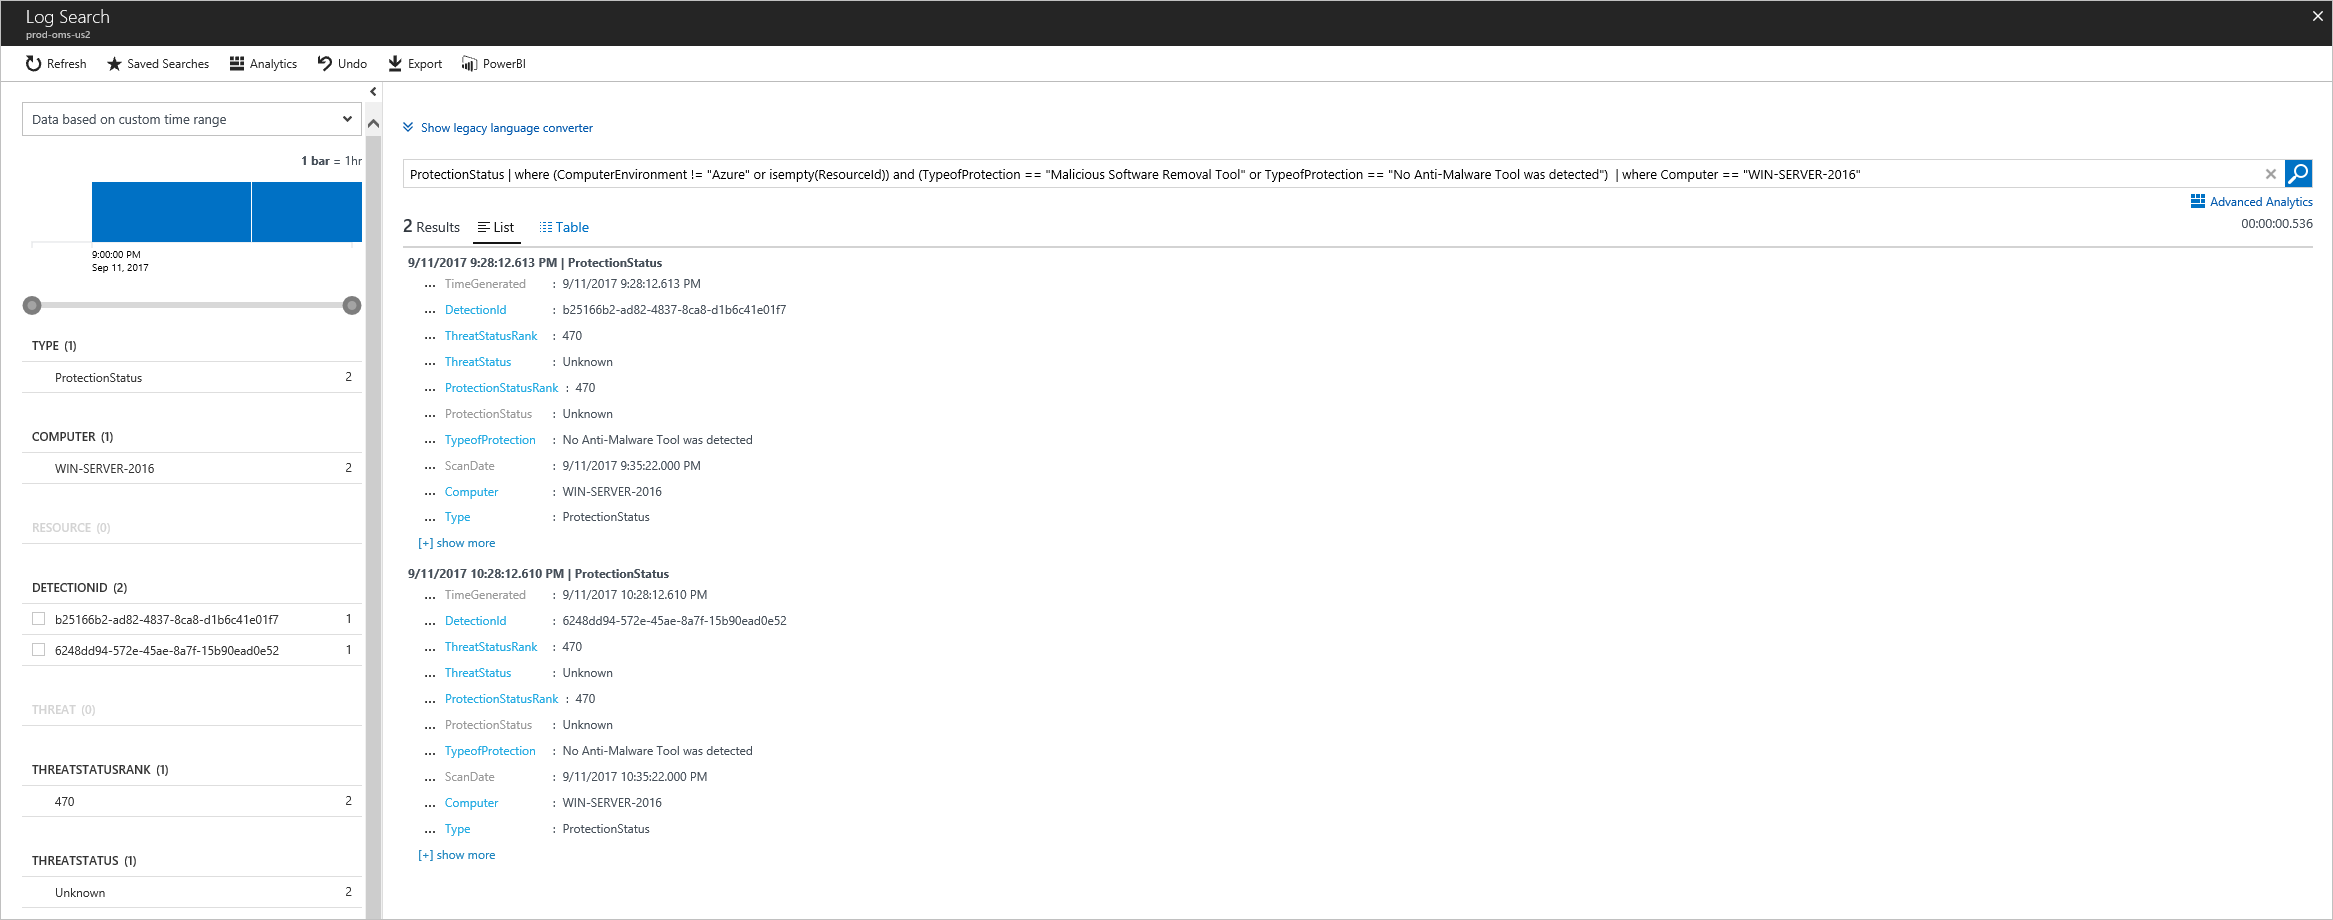 Log Search
prod-oms-us2
Refresh Saved Searches Analytics Undo Export PowerBI
Data based on custom time range
1 bar = 1hr
9:00:00 PM
Sep 11, 2017
TYPE (1)
ProtectionStatus 2
COMPUTER (1)
WIN-SERVER-2016 2
RESOURCE (0)
DETECTIONID (2)
b25166b2-ad82-4837-8ca8-d1b6c41e01f7 1
6248dd94-572e-45ae-8a7f-15b90ead0e52 1
THREAT (0)
THREATSTATUSRANK (1)
470 2
THREATSTATUS (1)
Unknown 2
Show legacy language converter
ProtectionStatus | where (ComputerEnvironment != "Azure" or isempty(ResourceId)) and (TypeofProtection == "Malicious Software Removal Tool" or TypeofProtection == "No Anti-Malware Tool was detected") | where Computer == "WIN-SERVER-2016"
Advanced Analytics
2 Results List Table 00:00:00.536
9/11/2017 9:28:12.613 PM | ProtectionStatus
... TimeGenerated : 9/11/2017 9:28:12.613 PM
... DetectionId : b25166b2-ad82-4837-8ca8-d1b6c41e01f7
... ThreatStatusRank : 470
... ThreatStatus : Unknown
... ProtectionStatusRank : 470
... ProtectionStatus : Unknown
... TypeofProtection : No Anti-Malware Tool was detected
... ScanDate : 9/11/2017 9:35:22.000 PM
... Computer : WIN-SERVER-2016
... Type : ProtectionStatus
[+] show more
9/11/2017 10:28:12.610 PM | ProtectionStatus
... TimeGenerated : 9/11/2017 10:28:12.610 PM
... DetectionId : 6248dd94-572e-45ae-8a7f-15b90ead0e52
... ThreatStatusRank : 470
... ThreatStatus : Unknown
... ProtectionStatusRank : 470
... ProtectionStatus : Unknown
... TypeofProtection : No Anti-Malware Tool was detected
... ScanDate : 9/11/2017 10:35:22.000 PM
... Computer : WIN-SERVER-2016
... Type : ProtectionStatus
[+] show more